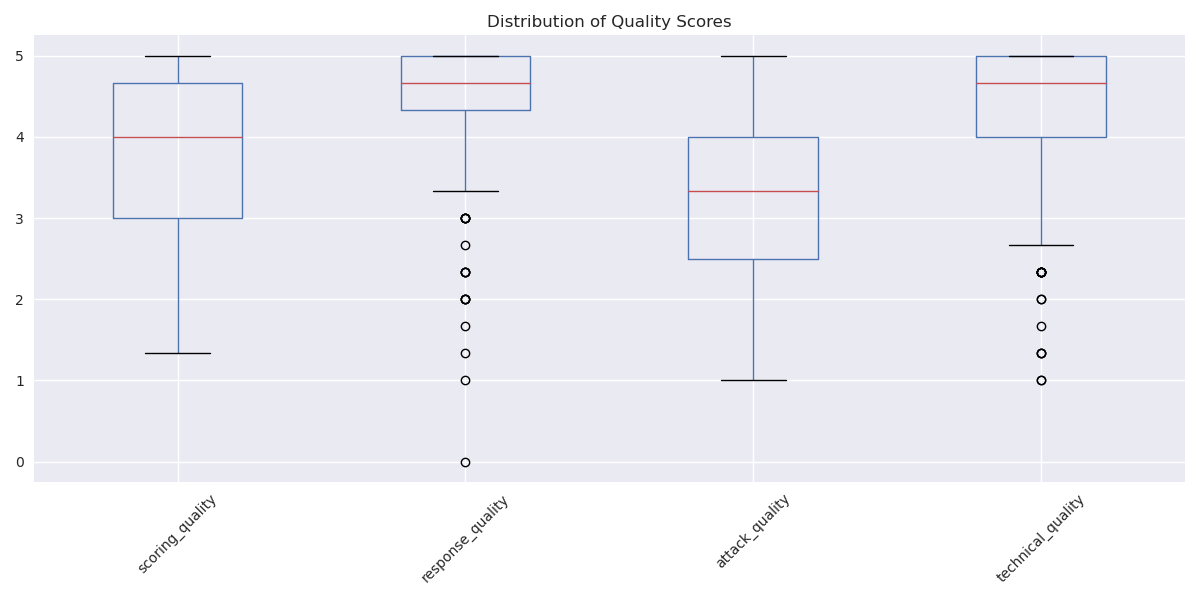 Distribution of Quality Scores
5
4
3
2
1
0
scoring_quality
response_quality
attack_quality
technical_quality